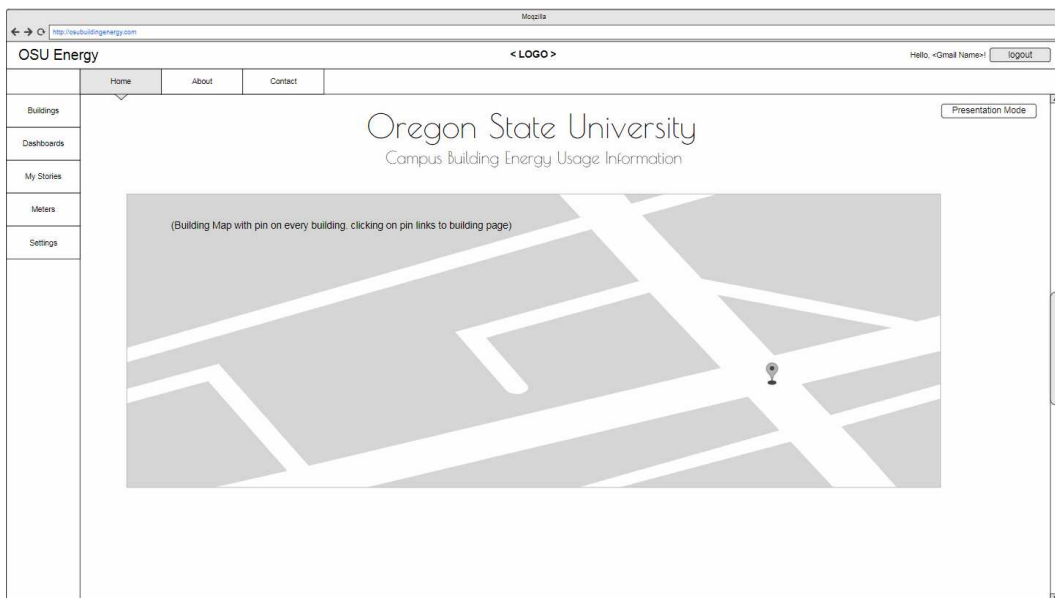 Moqzilla
http://osubuildingenergy.com
OSU Energy
< LOGO >
Hello, <Gmail Name>!
logout
Home
About
Contact
Buildings
Dashboards
My Stories
Meters
Settings
Presentation Mode
Oregon State University
Campus Building Energy Usage Information
(Building Map with pin on every building. clicking on pin links to building page)